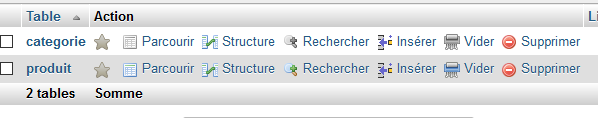 Table Action Li
categorie Parcourir Structure Rechercher Insérer Vider Supprimer
produit Parcourir Structure Rechercher Insérer Vider Supprimer
2 tables Somme